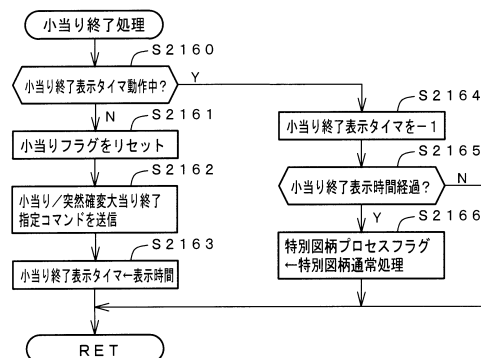 小当り終了処理
S2160
小当り終了表示タイマ動作中?
Y
N
S2161
小当りフラグをリセット
S2162
小当り/突然確変大当り終了
指定コマンドを送信
S2163
小当り終了表示タイマ←表示時間
S2164
小当り終了表示タイマを-1
S2165
小当り終了表示時間経過?
N
Y
S2166
特別図柄プロセスフラグ
←特別図柄通常処理
RET